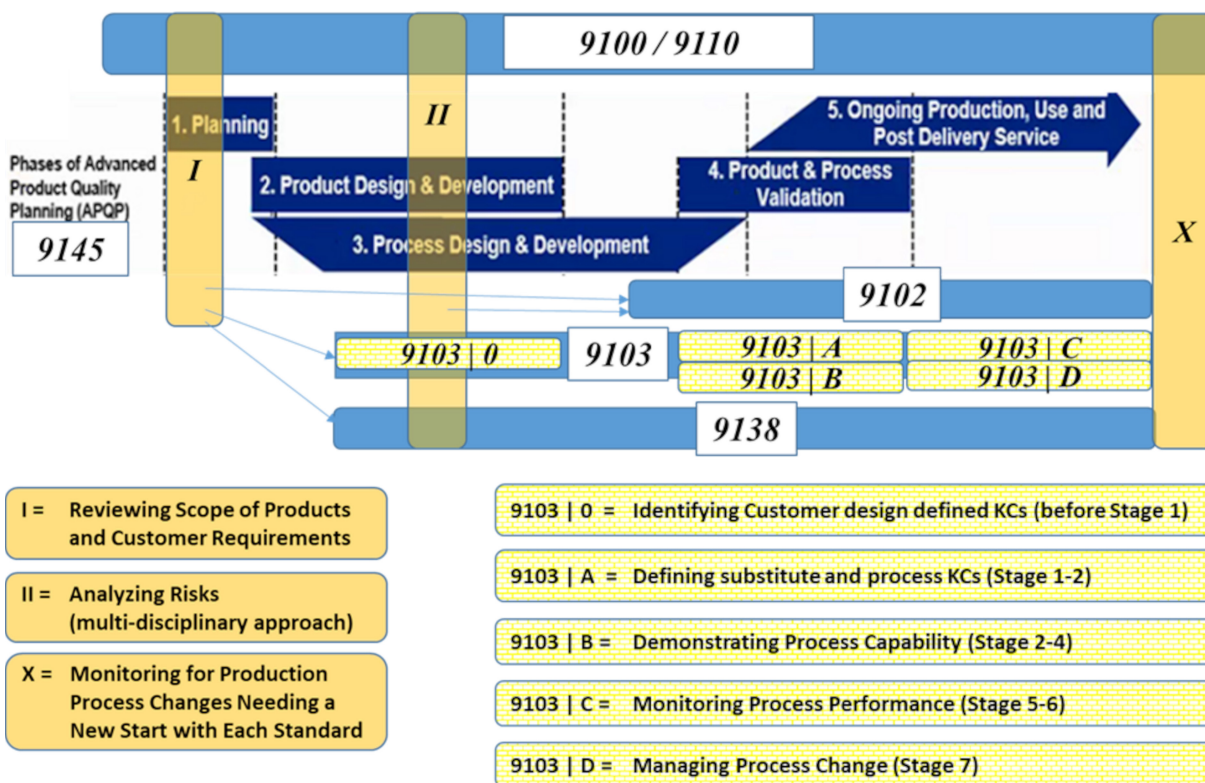 9100 / 9110
1. Planning
I
II
5. Ongoing Production, Use and
Post Delivery Service
X
Phases of Advanced
Product Quality
Planning (APQP)
9145
2. Product Design & Development
4. Product & Process
Validation
3. Process Design & Development
9102
9103 | 0
9103
9103 | A
9103 | C
9103 | B
9103 | D
9138
I = Reviewing Scope of Products
and Customer Requirements
II = Analyzing Risks
(multi-disciplinary approach)
X = Monitoring for Production
Process Changes Needing a
New Start with Each Standard
9103 | 0 = Identifying Customer design defined KCs (before Stage 1)
9103 | A = Defining substitute and process KCs (Stage 1-2)
9103 | B = Demonstrating Process Capability (Stage 2-4)
9103 | C = Monitoring Process Performance (Stage 5-6)
9103 | D = Managing Process Change (Stage 7)